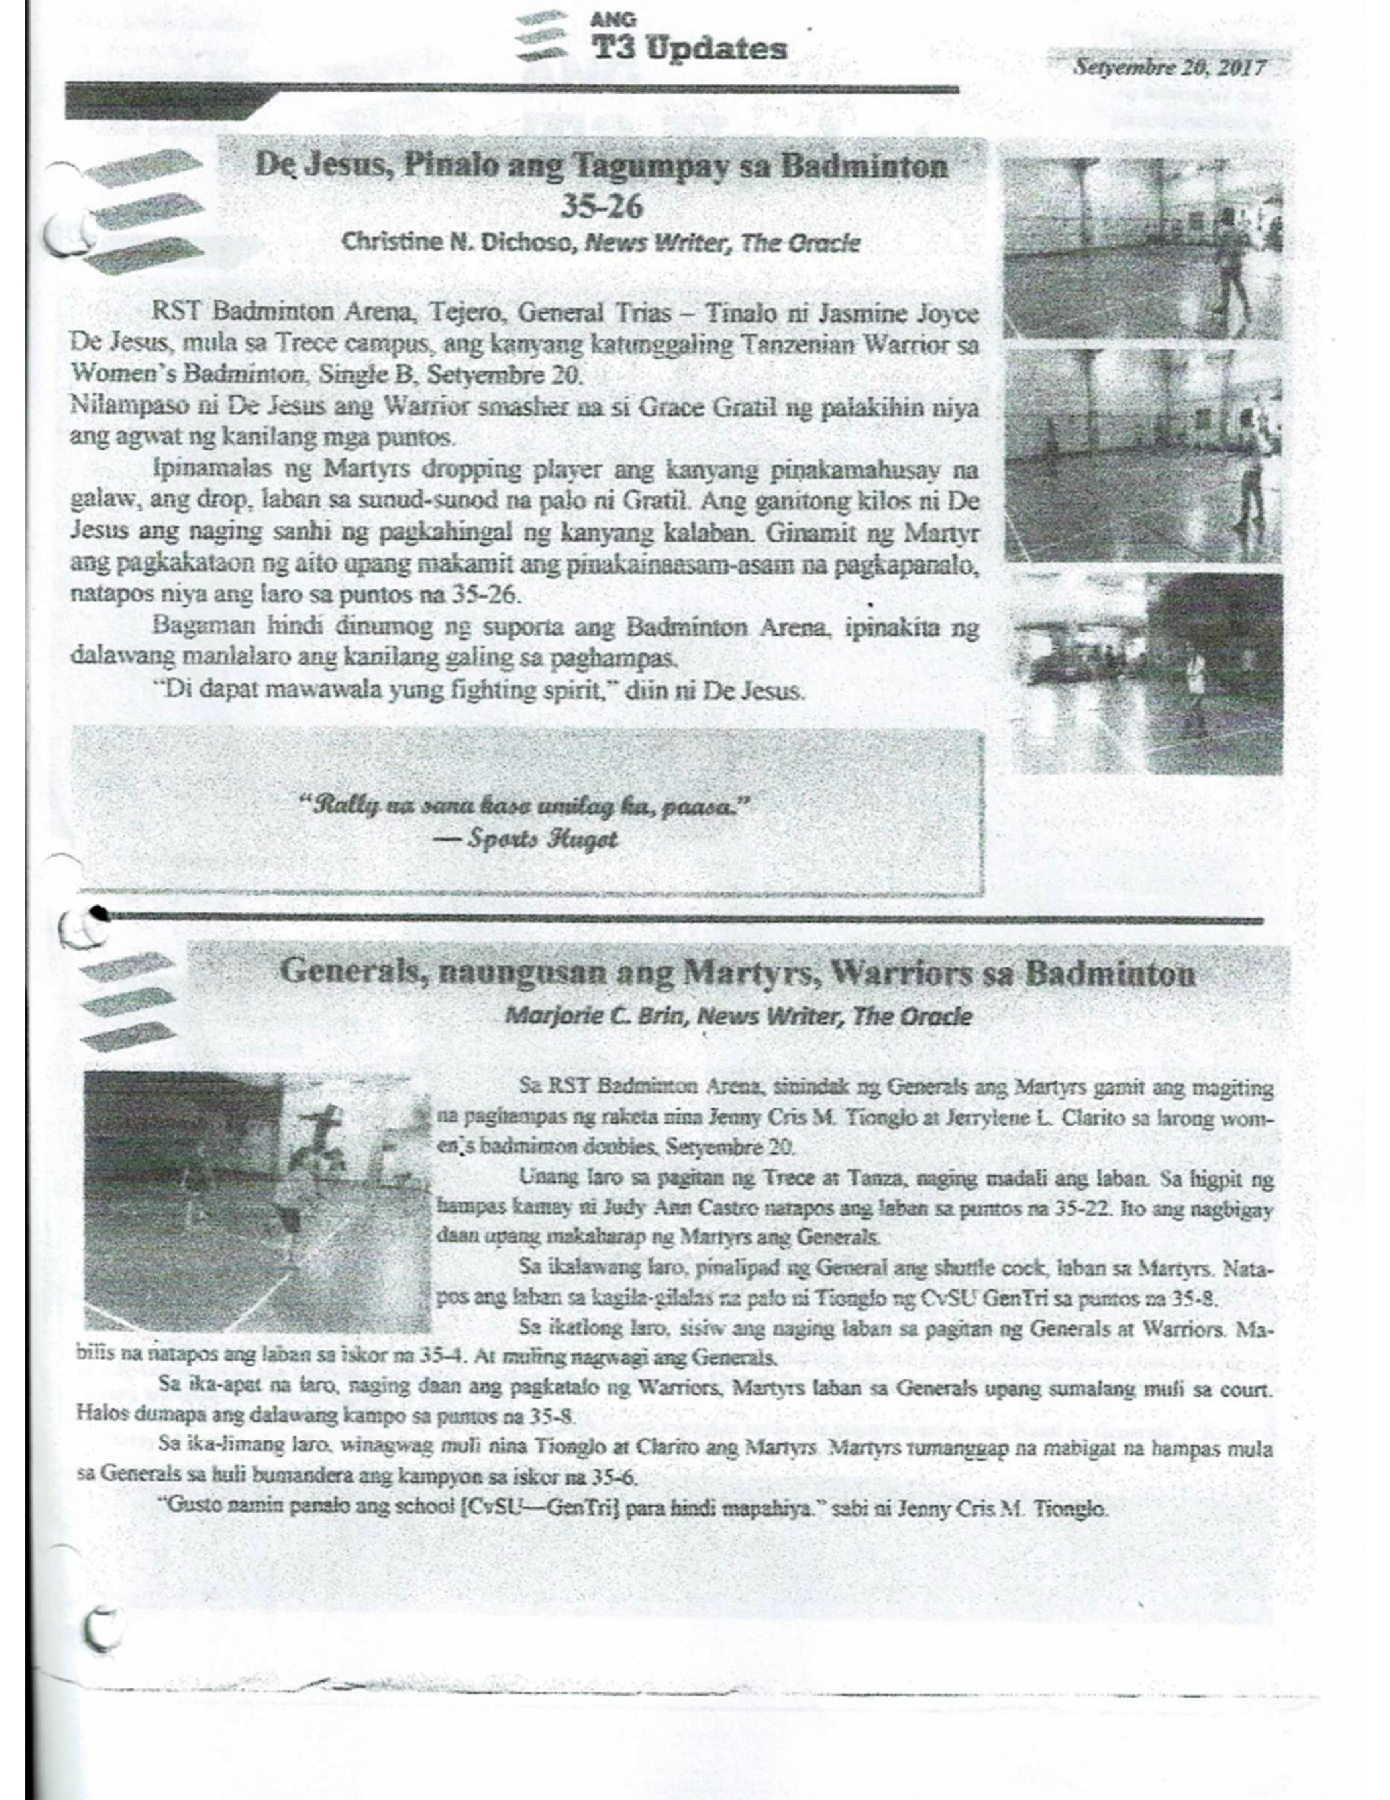 ANG
T3 Updates
Setyembre 20, 2017
De Jesus, Pinalo ang Tagumpay sa Badminton
35-26
Christine N. Dichoso, News Writer, The Oracle
RST Badminton Arena, Tejero, General Trias – Tinalo ni Jasmine Joyce
De Jesus, mula sa Trece campus, ang kanyang katunggaling Tanzenian Warrior sa
Women's Badminton, Single B, Setyembre 20.
Nilampaso ni De Jesus ang Warrior smasher na si Grace Gratil ng palakihin niya
ang agwat ng kanilang mga puntos.
Ipinamalas ng Martyrs dropping player ang kanyang pinakamahusay na
galaw, ang drop, laban sa sunud-sunod na palo ni Gratil. Ang ganitong kilos ni De
Jesus ang naging sanhi ng pagkahingal ng kanyang kalaban. Ginamit ng Martyr
ang pagkakataon ng aito upang makamit ang pinakainaasam-asam na pagkapanalo,
natapos niya ang laro sa puntos na 35-26.
Bagaman hindi dinumog ng suporta ang Badminton Arena, ipinakita ng
dalawang manlalaro ang kanilang galing sa paghampas.
"Di dapat mawawala yung fighting spirit," diin ni De Jesus.
"Rally na sana kaso umilag ka, paasa."
— Sports Hugot
Generals, naungusan ang Martyrs, Warriors sa Badminton
Marjorie C. Brin, News Writer, The Oracle
Sa RST Badminton Arena, sinindak ng Generals ang Martyrs gamit ang magiting
na paghampas ng raketa nina Jenny Cris M. Tionglo at Jerrylene L. Clarito sa larong wom-
en's badminton doubles, Setyembre 20.
Unang laro sa pagitan ng Trece at Tanza, naging madali ang laban. Sa higpit ng
hampas kamay ni Judy Ann Castro natapos ang laban sa puntos na 35-22. Ito ang nagbigay
daan upang makaharap ng Martyrs ang Generals.
Sa ikalawang laro, pinalipad ng General ang shuttle cock, laban sa Martyrs. Nata-
pos ang laban sa kagila-gilalas na palo ni Tionglo ng CvSU GenTri sa puntos na 35-8.
Sa ikatlong laro, sisiw ang naging laban sa pagitan ng Generals at Warriors. Ma-
bilis na natapos ang laban sa iskor na 35-4. At muling nagwagi ang Generals.
Sa ika-apat na laro, naging daan ang pagkatalo ng Warriors, Martyrs laban sa Generals upang sumalang muli sa court.
Halos dumapa ang dalawang kampo sa puntos na 35-8.
Sa ika-limang laro, winagwag muli nina Tionglo at Clarito ang Martyrs. Martyrs tumanggap na mabigat na hampas mula
sa Generals sa huli bumandera ang kampyon sa iskor na 35-6.
"Gusto namin panalo ang school [CvSU—GenTri] para hindi mapahiya." sabi ni Jenny Cris M. Tionglo.